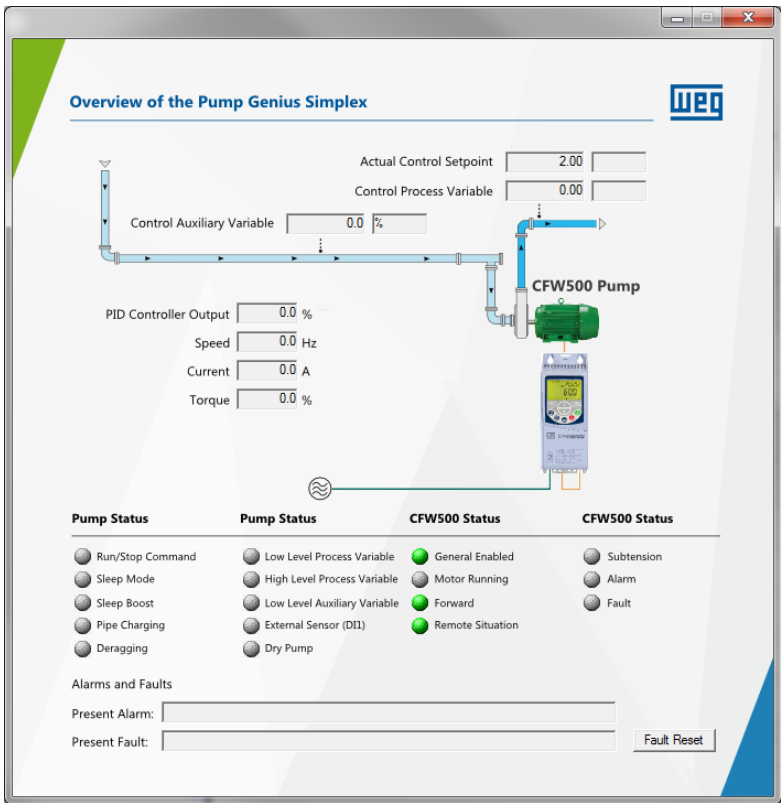 Overview of the Pump Genius Simplex
WEG
Actual Control Setpoint 2.00
Control Process Variable 0.00
Control Auxiliary Variable 0.0 %
CFW500 Pump
PID Controller Output 0.0 %
Speed 0.0 Hz
Current 0.0 A
Torque 0.0 %
Pump Status Pump Status CFW500 Status CFW500 Status
Run/Stop Command Low Level Process Variable General Enabled Subtension
Sleep Mode High Level Process Variable Motor Running Alarm
Sleep Boost Low Level Auxiliary Variable Forward Fault
Pipe Charging External Sensor (DI1) Remote Situation
Deragging Dry Pump
Alarms and Faults
Present Alarm:
Present Fault: Fault Reset